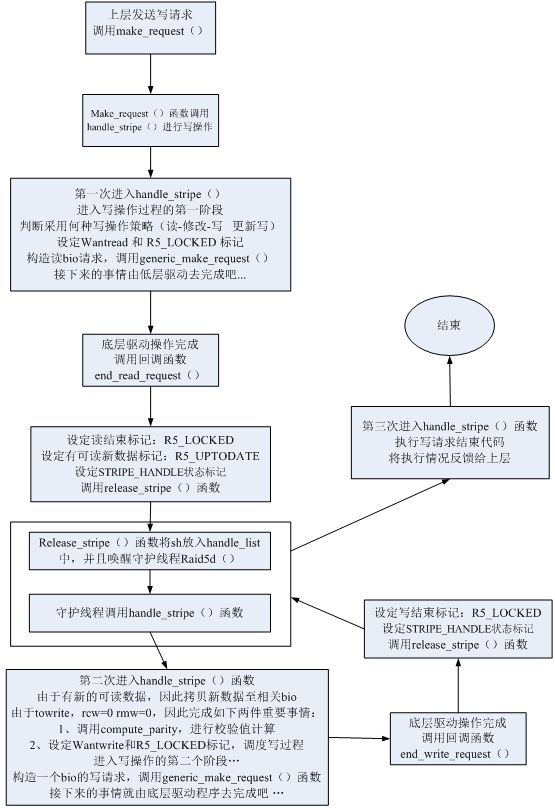 上层发送写请求
调用make_request（）
Make_request（）函数调用
handle_stripe（）进行写操作
第一次进入handle_stripe（）
进入写操作过程的第一阶段
判断采用何种写操作策略（读-修改-写 更新写）
设定Wantread 和 R5_LOCKED 标记
构造读bio请求，调用generic_make_request（）
接下来的事情由低层驱动去完成吧...
底层驱动操作完成
调用回调函数
end_read_request（）
设定读结束标记：R5_LOCKED
设定有可读新数据标记：R5_UPTODATE
设定STRIPE_HANDLE状态标记
调用release_stripe（）函数
Release_stripe（）函数将sh放入handle_list
中，并且唤醒守护线程Raid5d（）
守护线程调用handle_stripe（）函数
第二次进入handle_stripe（）函数
由于有新的可读数据，因此拷贝新数据至相关bio
由于towrite，rcw=0 rmw=0，因此完成如下两件重要事情：
1、调用compute_parity，进行校验值计算
2、设定Wantwrite和R5_LOCKED标记，调度写过程
进入写操作的第二个阶段…
构造一个bio的写请求，调用generic_make_request（）函数
接下来的事情就由底层驱动程序去完成吧 …
底层驱动操作完成
调用回调函数
end_write_request（）
设定写结束标记：R5_LOCKED
设定STRIPE_HANDLE状态标记
调用release_stripe（）函数
第三次进入handle_stripe（）函数
执行写请求结束代码
将执行情况反馈给上层
结束